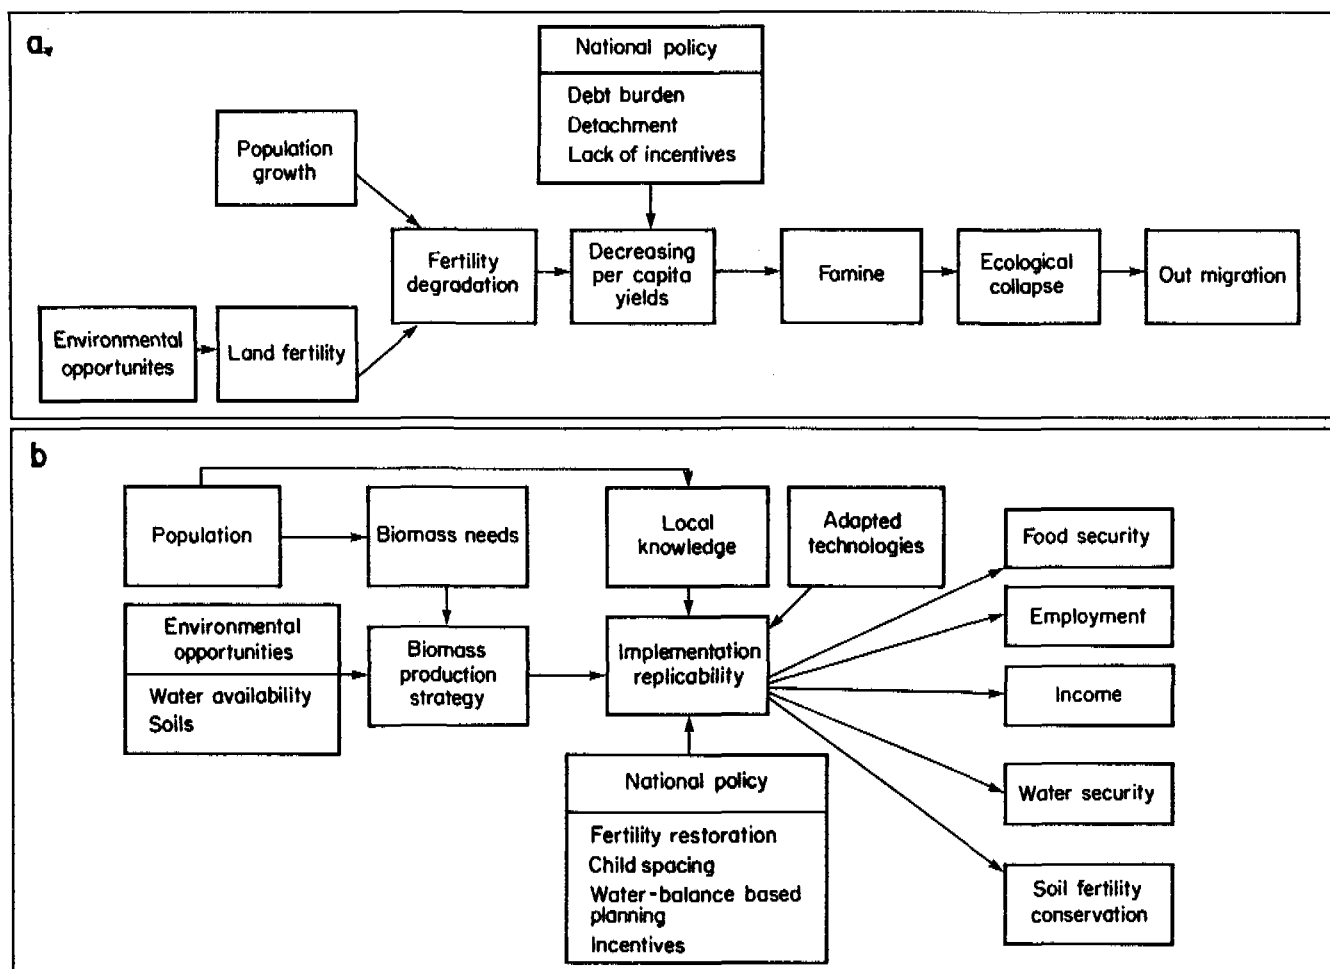 a.
National policy
Debt burden
Detachment
Lack of incentives
Population
growth
Fertility
degradation
Decreasing
per capita
yields
Famine
Ecological
collapse
Out migration
Environmental
opportunites
Land fertility
b
Population
Biomass needs
Local
knowledge
Adapted
technologies
Food security
Employment
Environmental
opportunities
Water availability
Soils
Biomass
production
strategy
Implementation
replicability
Income
National policy
Fertility restoration
Child spacing
Water-balance based
planning
Incentives
Water security
Soil fertility
conservation